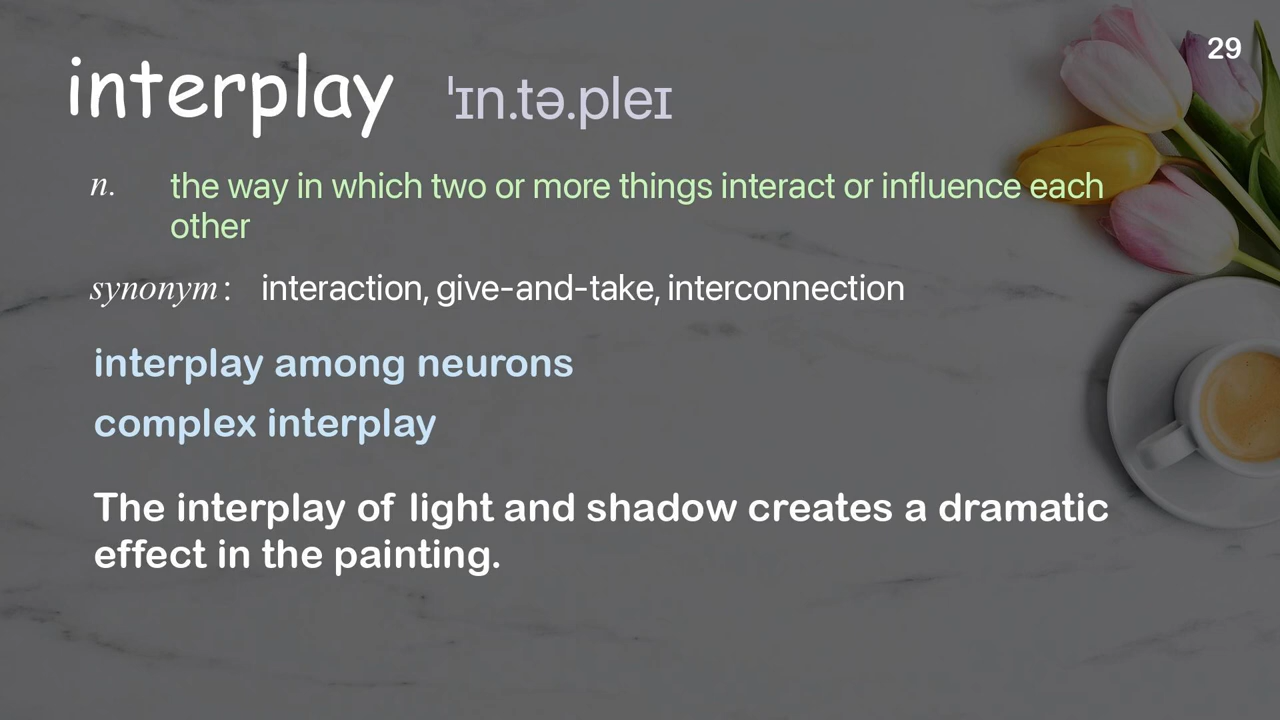 29
interplay ˈɪn.tə.pleɪ
n. the way in which two or more things interact or influence each
other
synonym: interaction, give-and-take, interconnection
interplay among neurons
complex interplay
The interplay of light and shadow creates a dramatic
effect in the painting.